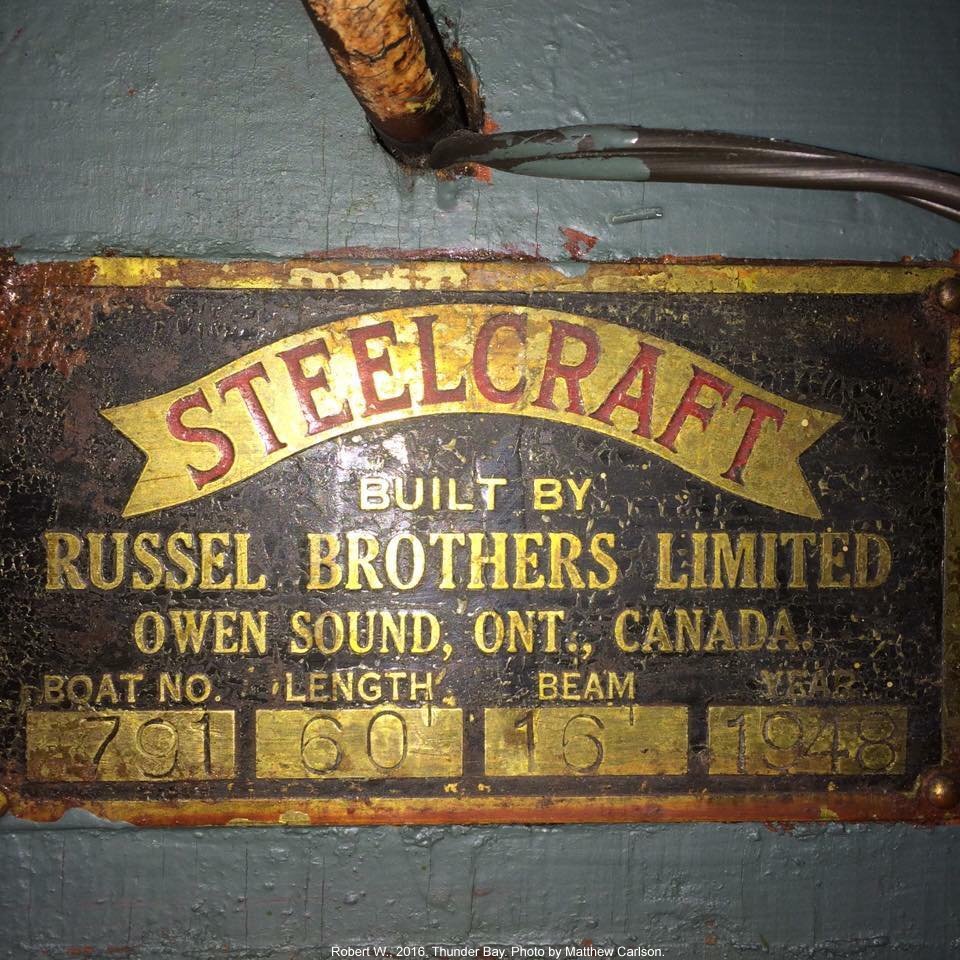 STEELCRAFT
BUILT BY
RUSSEL BROTHERS LIMITED
OWEN SOUND, ONT., CANADA.
BOAT NO. LENGTH BEAM YEAR
791 60' 16' 1948
Robert W., 2016, Thunder Bay. Photo by Matthew Carlson.